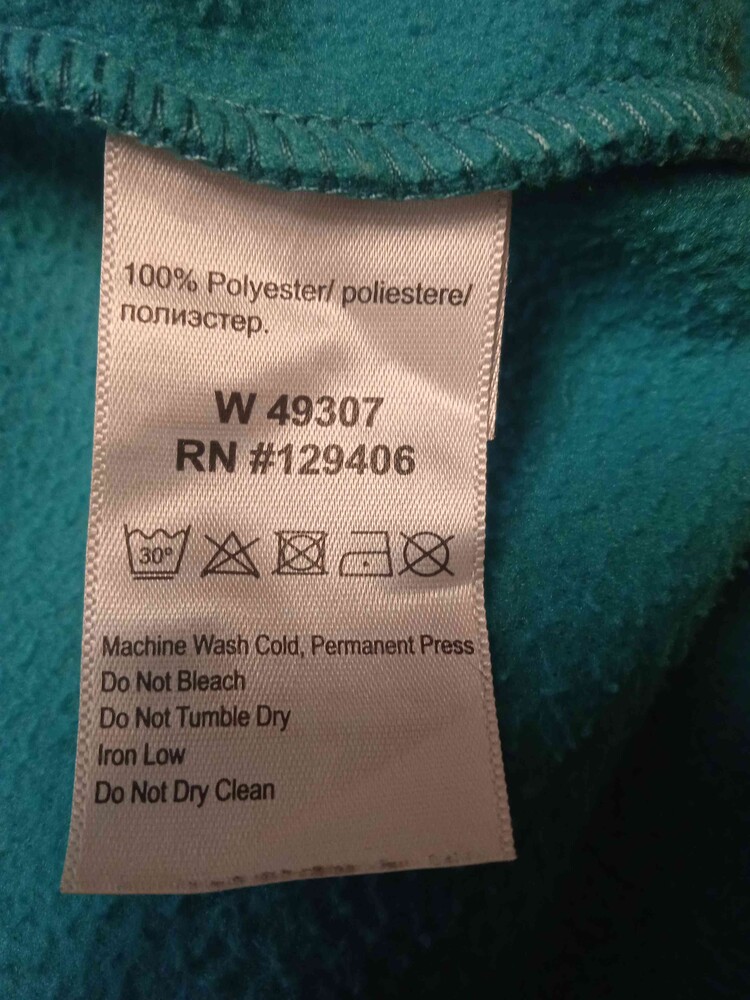 100% Polyester/ poliestere/
полиэстер.
W 49307
RN #129406
30°
Machine Wash Cold, Permanent Press
Do Not Bleach
Do Not Tumble Dry
Iron Low
Do Not Dry Clean